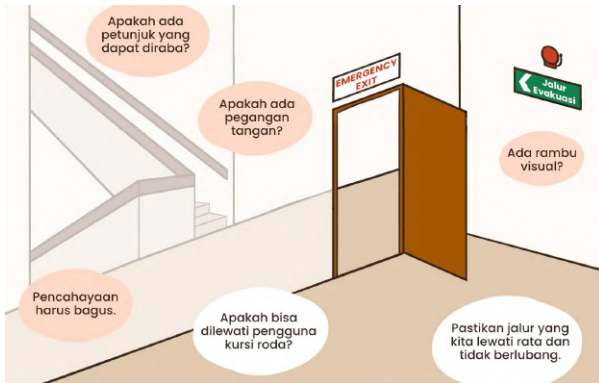 Apakah ada
petunjuk yang
dapat diraba?
Apakah ada
pegangan
tangan?
EMERGENCY
EXIT
Jalur
Evakuasi
Ada rambu
visual?
Pencahayaan
harus bagus.
Apakah bisa
dilewati pengguna
kursi roda?
Pastikan jalur yang
kita lewati rata dan
tidak berlubang.